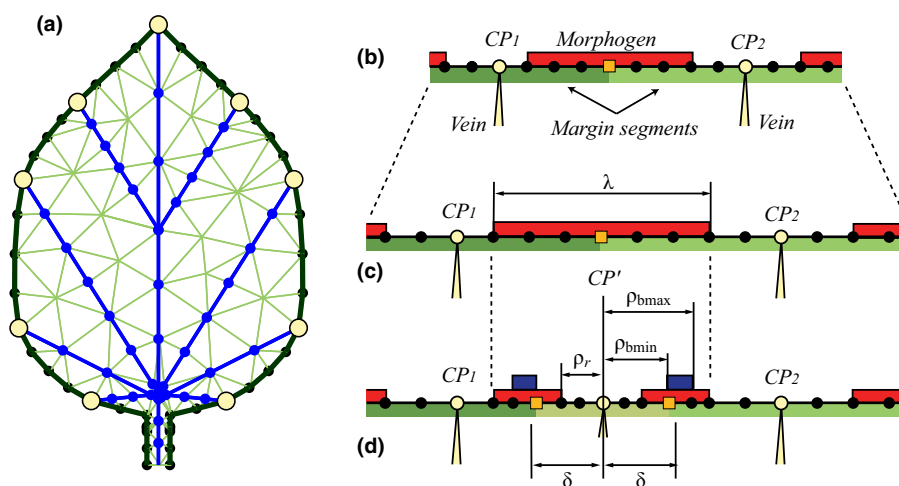 (a)
CP1 Morphogen CP2
(b)
Vein Margin segments Vein
λ
CP1 CP2
(c)
CP′
ρbmax
ρbmin
ρr
CP1 CP2
(d)
δ δ